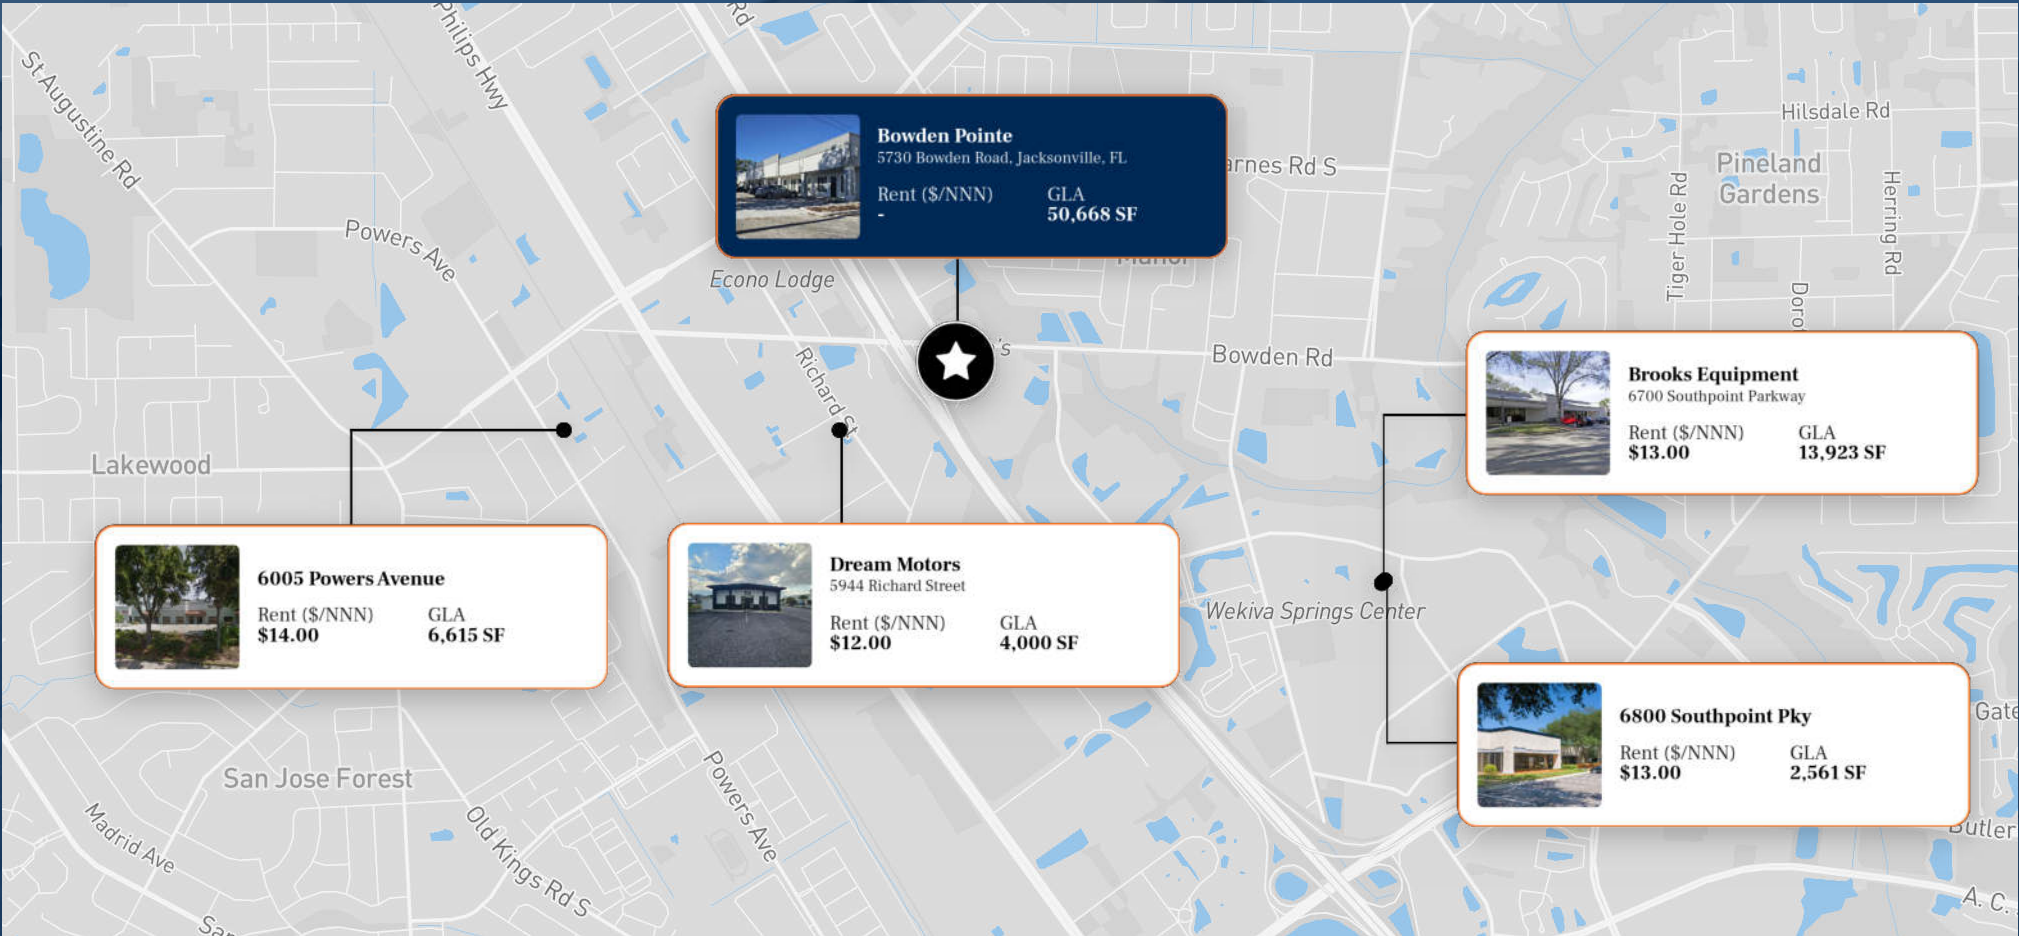 Philips Hwy
Rd
St Augustine Rd
Hilsdale Rd
Pineland
Gardens
Tiger Hole Rd
Herring Rd
Bowden Pointe
5730 Bowden Road, Jacksonville, FL
Rent ($/NNN) GLA
- 50,668 SF
arnes Rd S
Powers Ave
Econo Lodge
Manor
Doro
Richard St
's
Bowden Rd
Brooks Equipment
6700 Southpoint Parkway
Rent ($/NNN) GLA
$13.00 13,923 SF
Lakewood
6005 Powers Avenue
Rent ($/NNN) GLA
$14.00 6,615 SF
Dream Motors
5944 Richard Street
Rent ($/NNN) GLA
$12.00 4,000 SF
Wekiva Springs Center
6800 Southpoint Pky
Rent ($/NNN) GLA
$13.00 2,561 SF
Gate
San Jose Forest
Powers Ave
Madrid Ave
Old Kings Rd S
Butler
A. C.
Sa